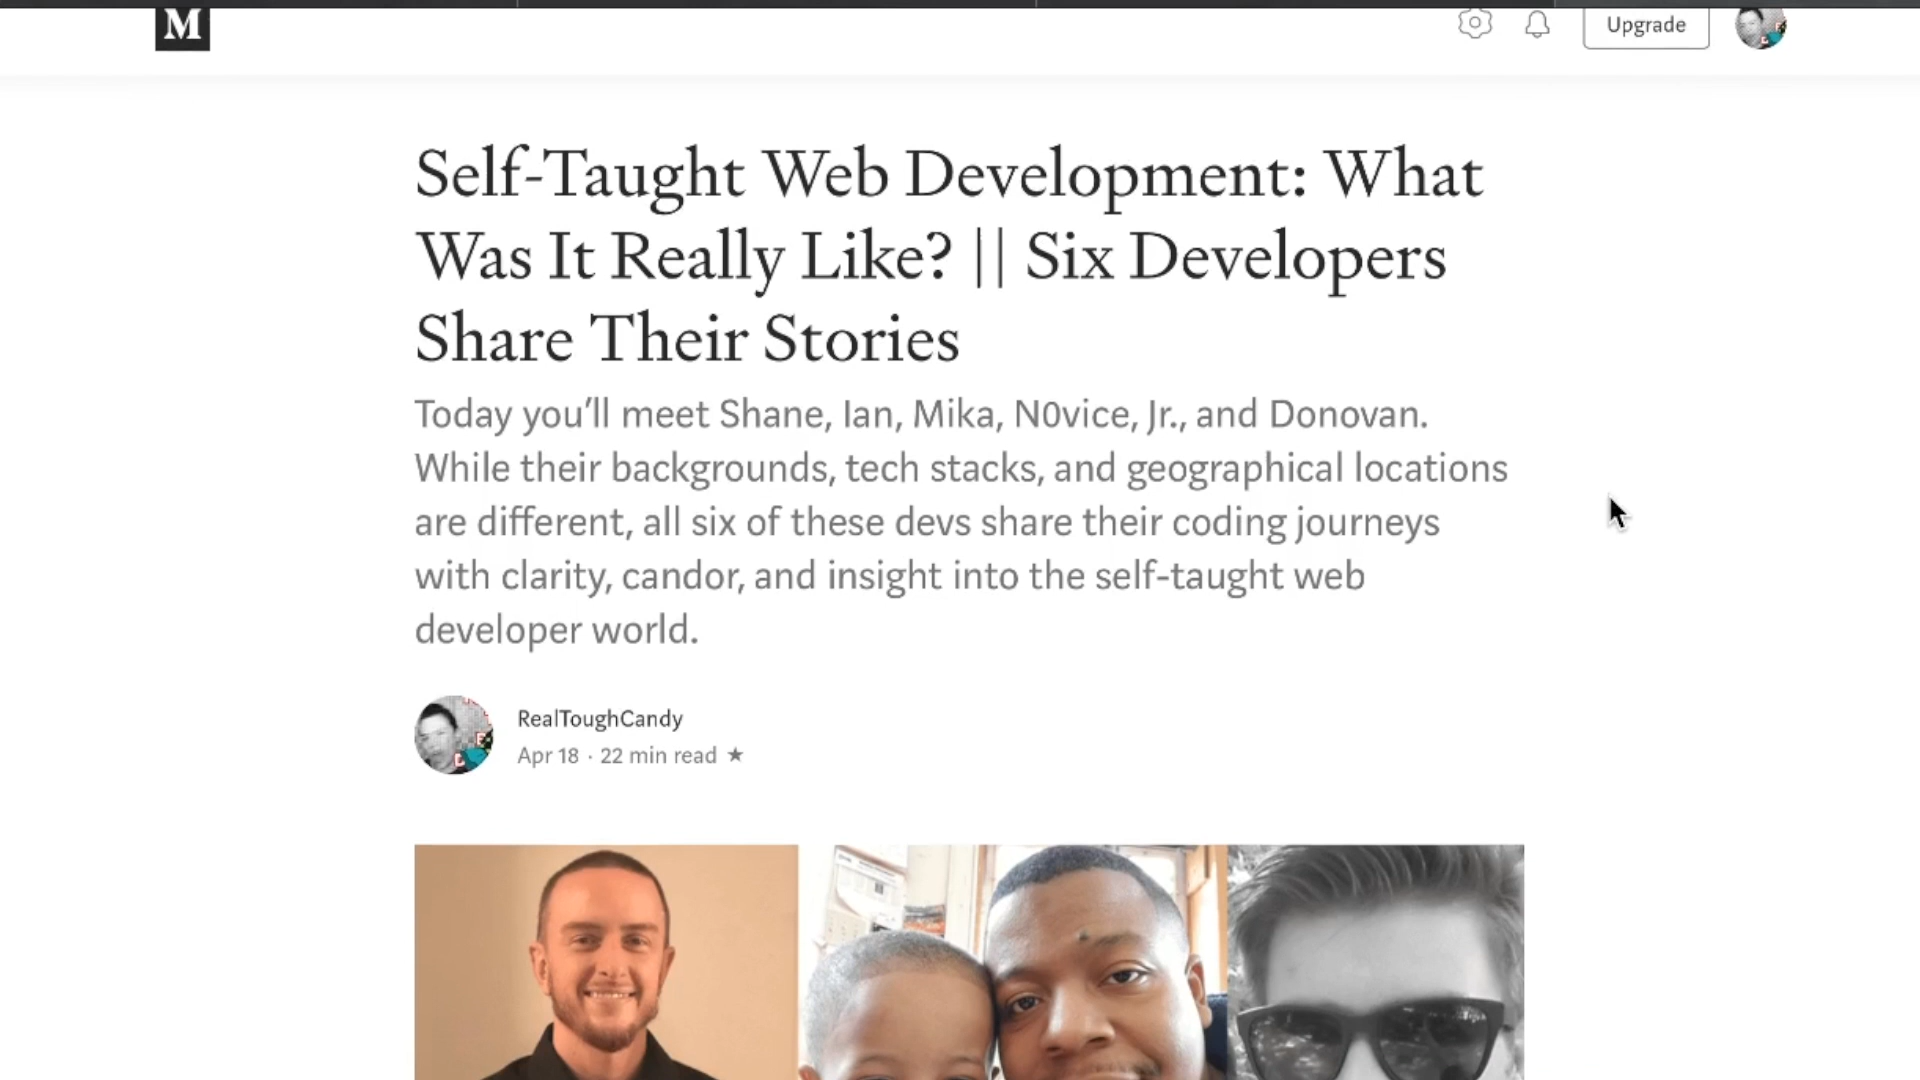 M
Upgrade
Self-Taught Web Development: What
Was It Really Like? || Six Developers
Share Their Stories
Today you’ll meet Shane, Ian, Mika, N0vice, Jr., and Donovan.
While their backgrounds, tech stacks, and geographical locations
are different, all six of these devs share their coding journeys
with clarity, candor, and insight into the self-taught web
developer world.
RealToughCandy
Apr 18 · 22 min read ★